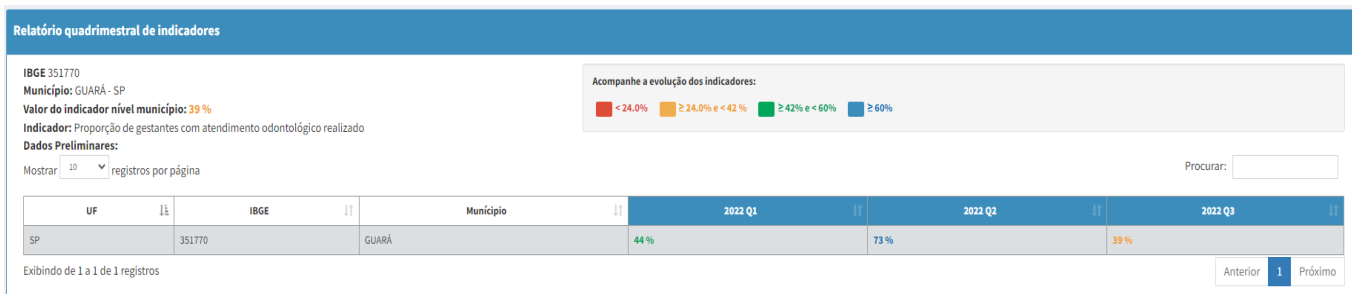 Relatório quadrimestral de indicadores
IBGE 351770
Município: GUARÁ - SP
Valor do indicador nível município: 39 %
Indicador: Proporção de gestantes com atendimento odontológico realizado
Dados Preliminares:
Mostrar 10 registros por página
Acompanhe a evolução dos indicadores:
< 24.0% ≥ 24.0% e < 42 % ≥ 42% e < 60% ≥ 60%
Procurar:
UF IBGE Munícipio 2022 Q1 2022 Q2 2022 Q3
SP 351770 GUARÁ 44 % 73 % 39 %
Exibindo de 1 a 1 de 1 registros
Anterior 1 Próximo